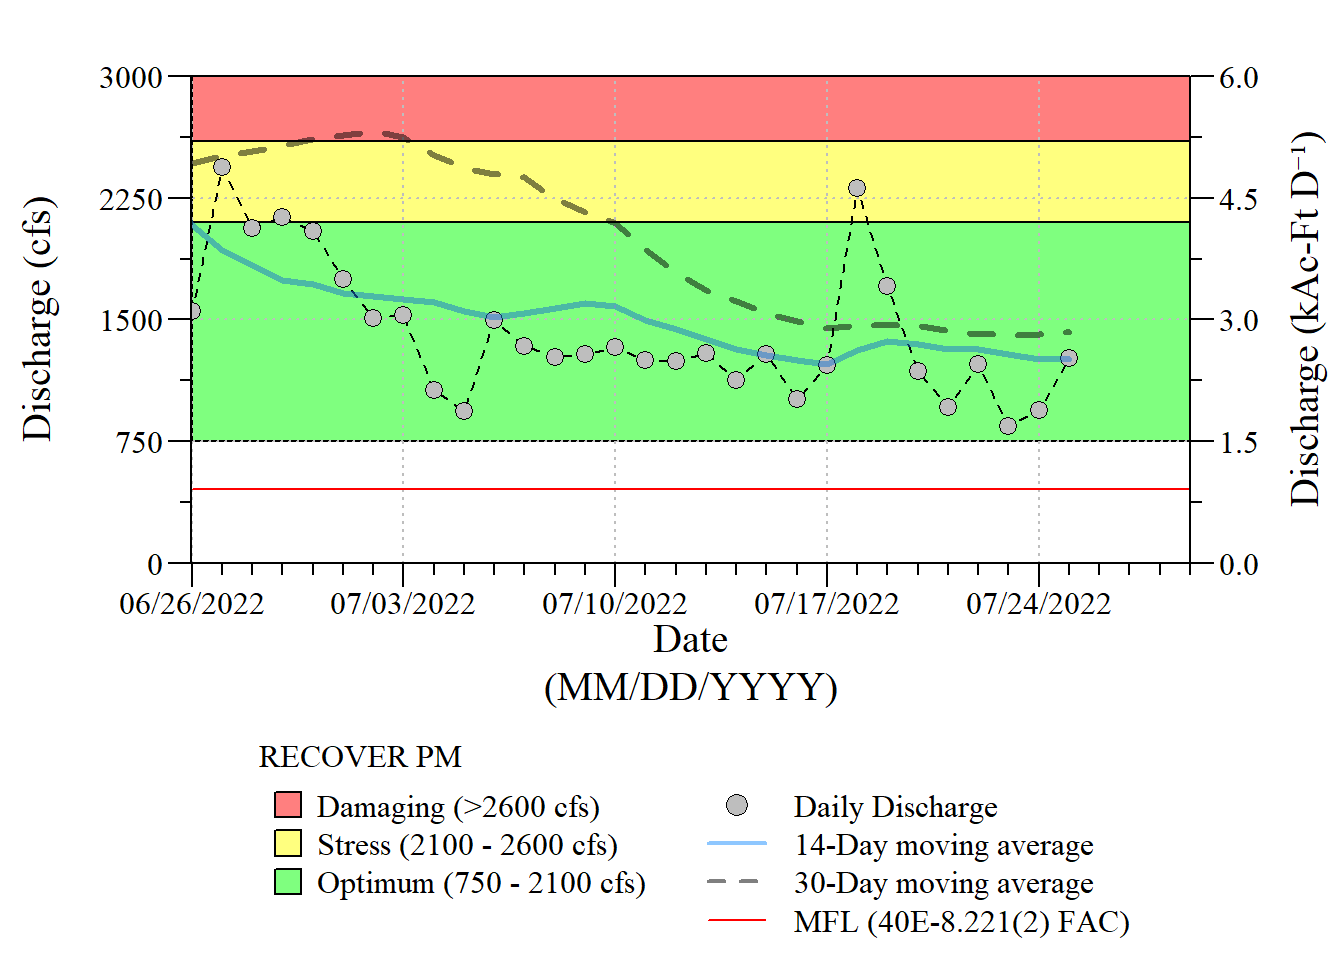 3000
2250
1500
750
0
Discharge (cfs)
6.0
4.5
3.0
1.5
0.0
Discharge (kAc-Ft D⁻¹)
06/26/2022 07/03/2022 07/10/2022 07/17/2022 07/24/2022
Date
(MM/DD/YYYY)
RECOVER PM
Damaging (>2600 cfs)
Stress (2100 - 2600 cfs)
Optimum (750 - 2100 cfs)
Daily Discharge
14-Day moving average
30-Day moving average
MFL (40E-8.221(2) FAC)